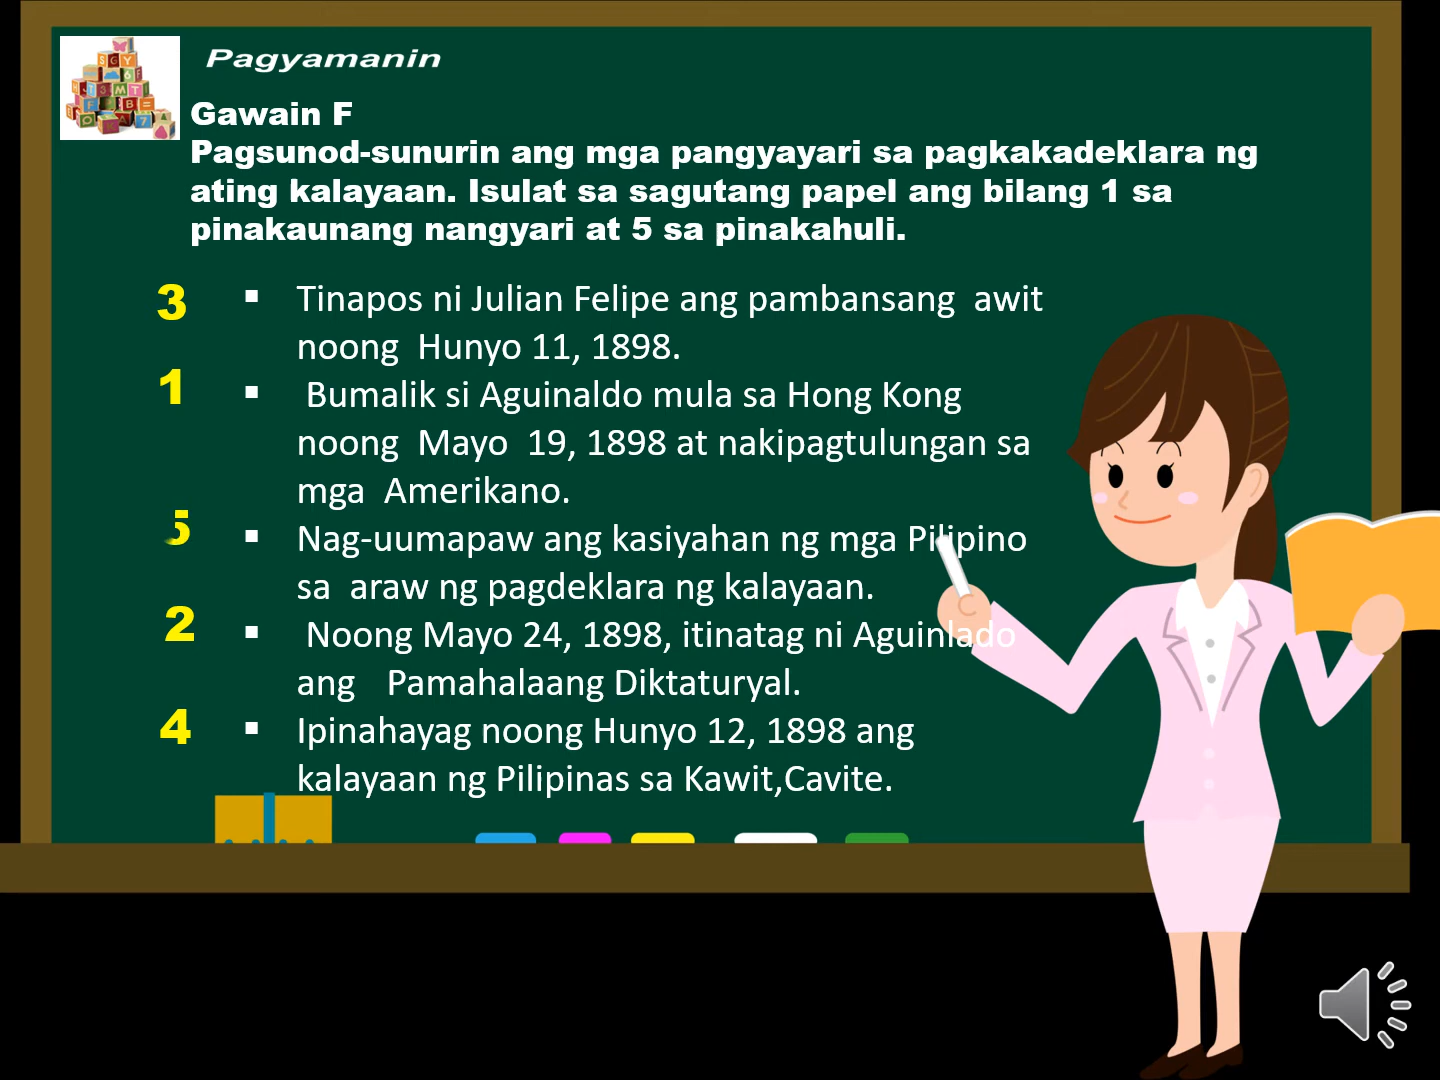 Pagyamanin
Gawain F
Pagsunod-sunurin ang mga pangyayari sa pagkakadeklara ng
ating kalayaan. Isulat sa sagutang papel ang bilang 1 sa
pinakaunang nangyari at 5 sa pinakahuli.
3 ▪ Tinapos ni Julian Felipe ang pambansang awit
noong Hunyo 11, 1898.
1 ▪ Bumalik si Aguinaldo mula sa Hong Kong
noong Mayo 19, 1898 at nakipagtulungan sa
mga Amerikano.
5 ▪ Nag-uumapaw ang kasiyahan ng mga Pilipino
sa araw ng pagdeklara ng kalayaan.
2 ▪ Noong Mayo 24, 1898, itinatag ni Aguinlado
ang Pamahalaang Diktaturyal.
4 ▪ Ipinahayag noong Hunyo 12, 1898 ang
kalayaan ng Pilipinas sa Kawit,Cavite.